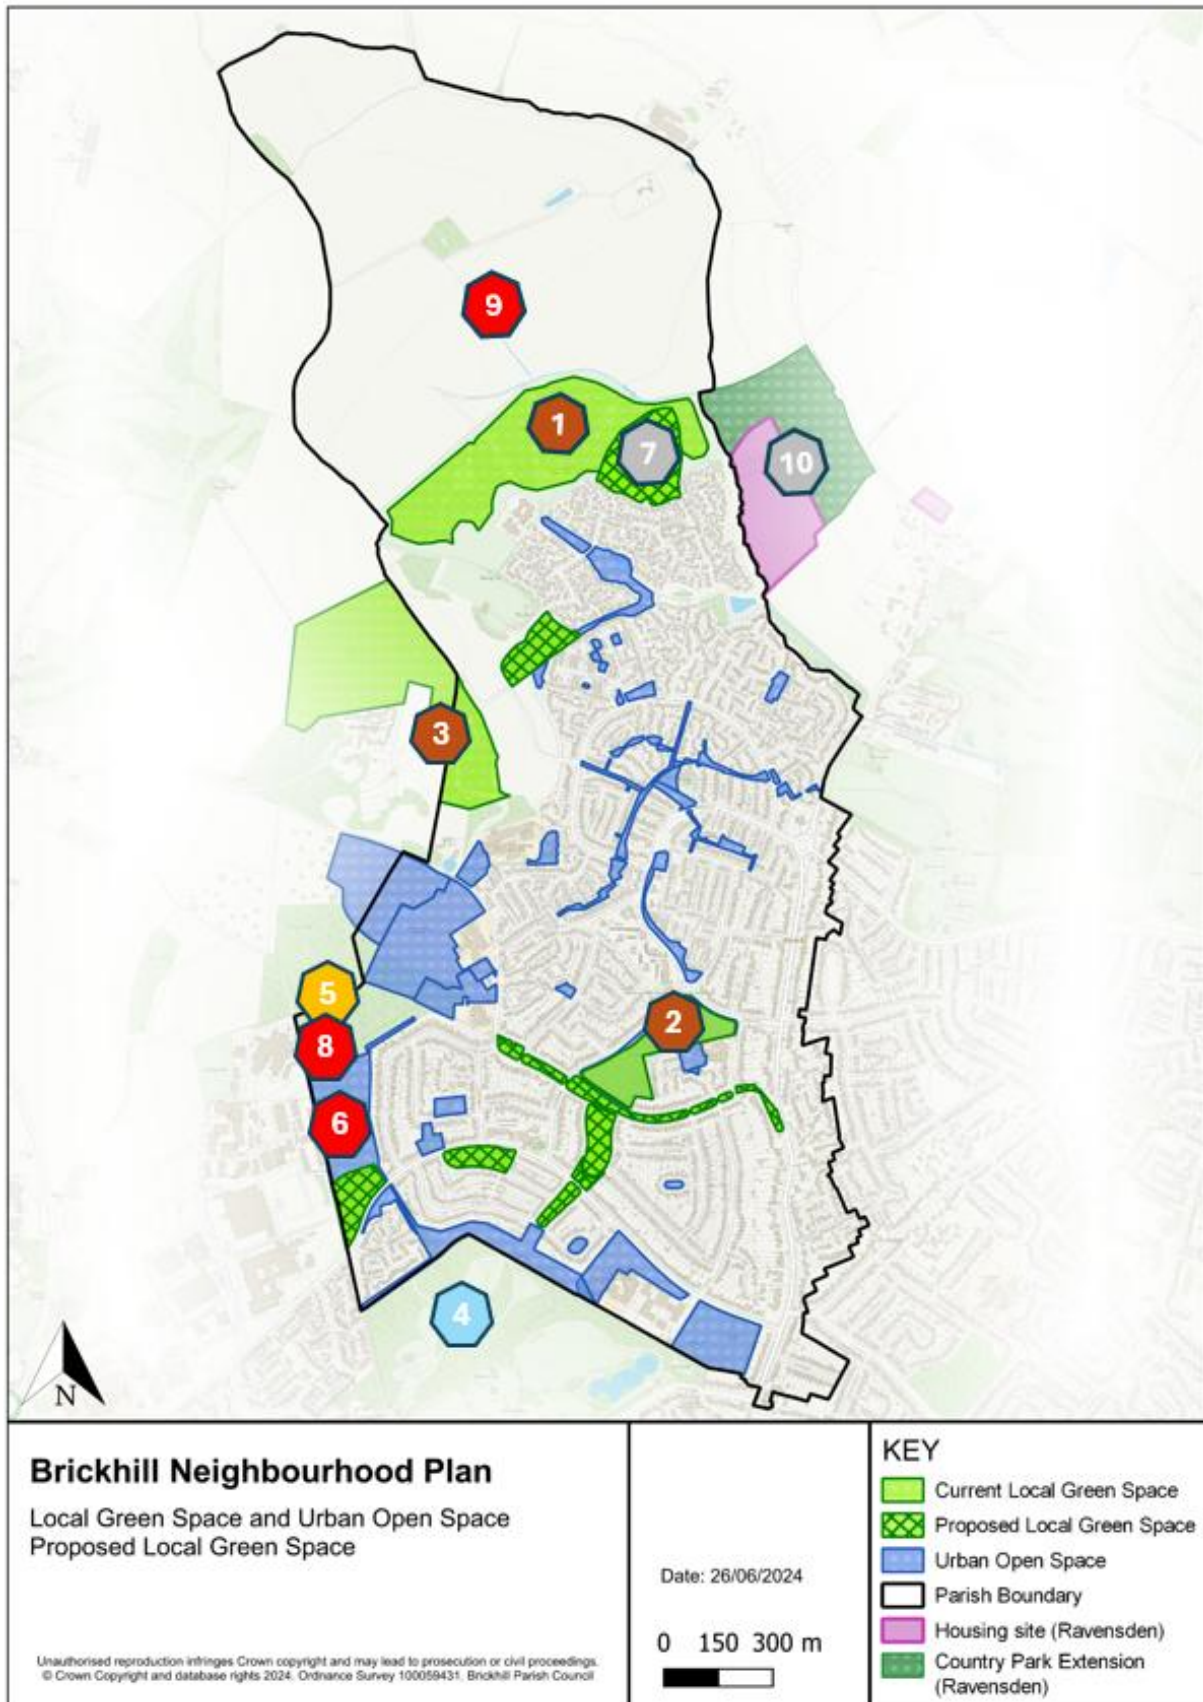 9
1
7
10
3
5
8
2
6
4
N
Brickhill Neighbourhood Plan
Local Green Space and Urban Open Space
Proposed Local Green Space
Unauthorised reproduction infringes Crown copyright and may lead to prosecution or civil proceedings.
© Crown Copyright and database rights 2024. Ordnance Survey 100059431. Brickhill Parish Council
Date: 26/06/2024
0 150 300 m
KEY
Current Local Green Space
Proposed Local Green Space
Urban Open Space
Parish Boundary
Housing site (Ravensden)
Country Park Extension
(Ravensden)